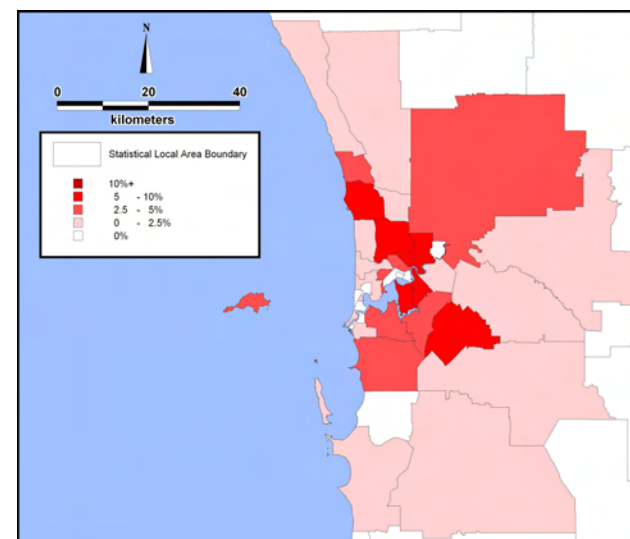 N
0 20 40
kilometers
Statistical Local Area Boundary
10%+
5 - 10%
2.5 - 5%
0 - 2.5%
0%